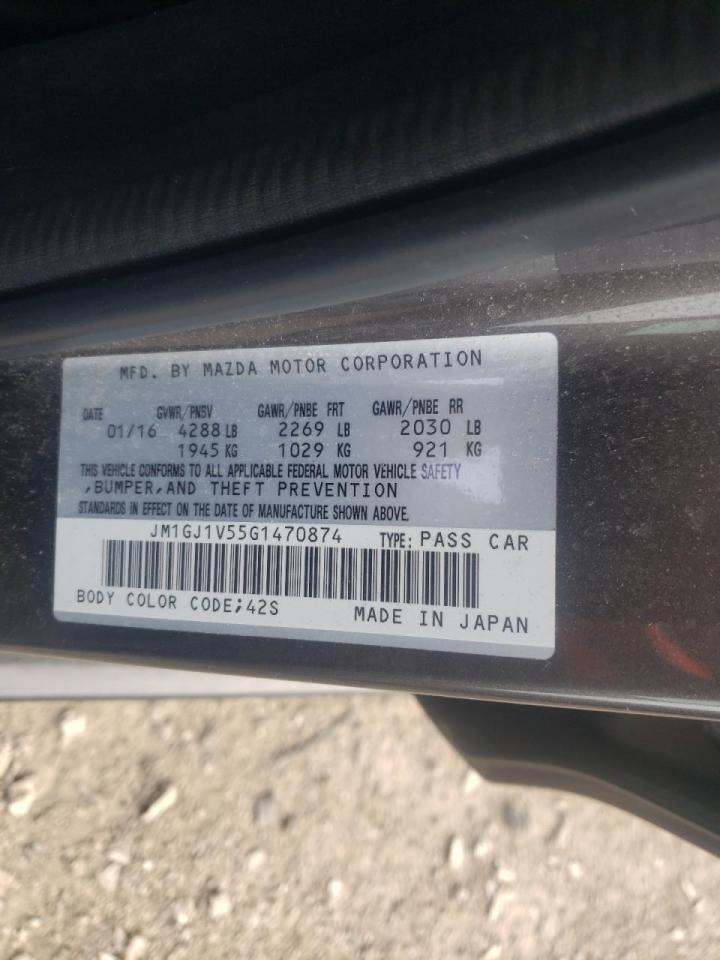 MFD. BY MAZDA MOTOR CORPORATION
DATE GVWR/PNBV GAWR/PNBE FRT GAWR/PNBE RR
01/16 4288 LB 2269 LB 2030 LB
1945 KG 1029 KG 921 KG
THIS VEHICLE CONFORMS TO ALL APPLICABLE FEDERAL MOTOR VEHICLE SAFETY
,BUMPER,AND THEFT PREVENTION
STANDARDS IN EFFECT ON THE DATE OF MANUFACTURE SHOWN ABOVE.
JM1GJ1V55G1470874 TYPE: PASS CAR
BODY COLOR CODE;42S MADE IN JAPAN